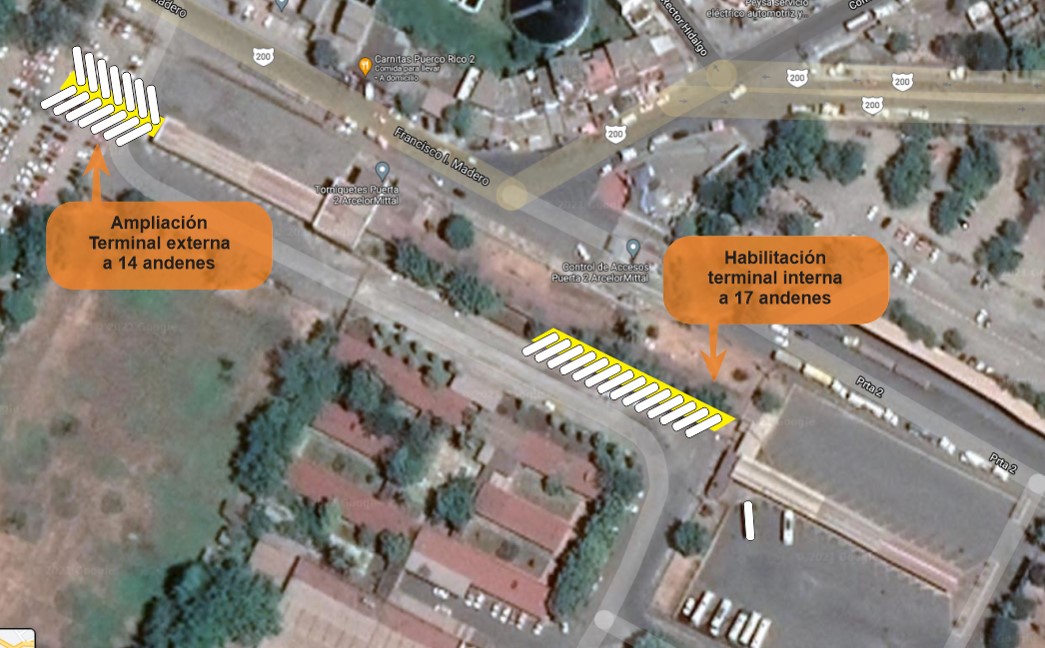 Madero
200
Carnitas Puerco Rico 2
Comida para llevar
- A domicilio
Peysa servicio
eléctrico automotriz y...
Hidalgo
200
200
200
200
Francisco I. Madero
Torniquetes Puerta
2 ArcelorMittal
Control de Accesos
Puerta 2 ArcelorMittal
Ampliación
Terminal externa
a 14 andenes
Habilitación
terminal interna
a 17 andenes
Prta 2
Prta 2